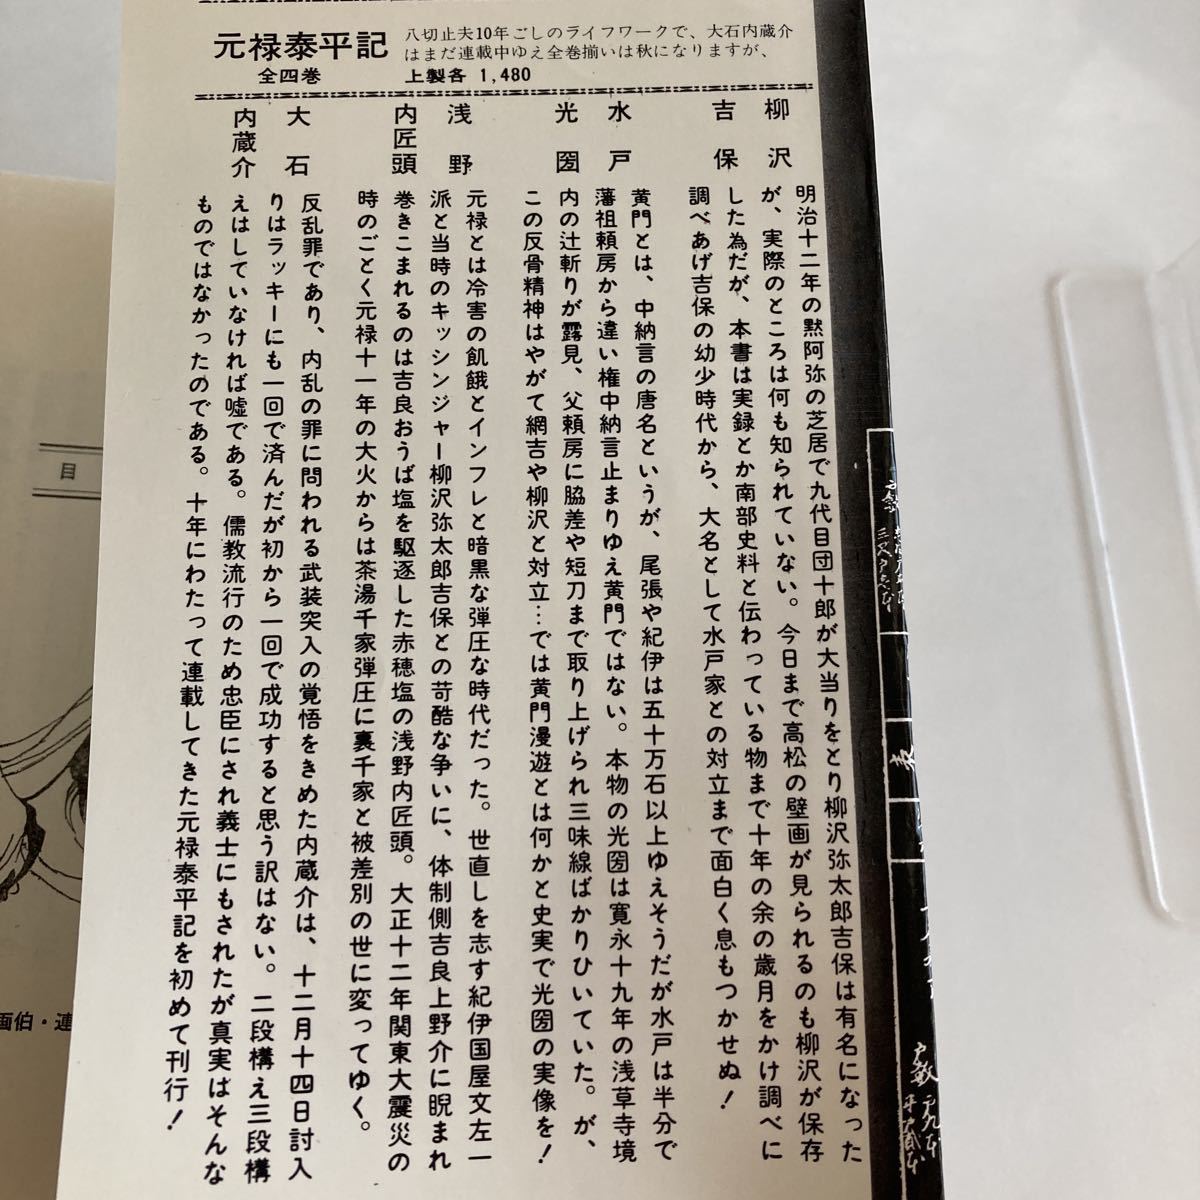 元禄泰平記
全四巻
八切止夫10年ごしのライフワークで、大石内蔵介
はまだ連載中ゆえ全巻揃いは秋になりますが、
上製各 1,480
柳沢
吉保
明治十二年の黙阿弥の芝居で九代目団十郎が大当りをとり柳沢弥太郎吉保は有名になった
が、実際のところは何も知られていない。今日まで高松の壁画が見られるのも柳沢が保存
した為だが、本書は実録とか南部史料と伝わっている物まで十年の余の歳月をかけ調べに
調べあげ吉保の幼少時代から、大名として水戸家との対立まで面白く息もつかせぬ！
水戸
光圀
黄門とは、中納言の唐名というが、尾張や紀伊は五十万石以上ゆえそうだが水戸は半分で
藩祖頼房から違い権中納言止まりゆえ黄門ではない。本物の光圀は寛永十九年の浅草寺境
内の辻斬りが露見、父頼房に脇差や短刀まで取り上げられ三味線ばかりひいていた。が、
この反骨精神はやがて綱吉や柳沢と対立…では黄門漫遊とは何かと史実で光圀の実像を！
浅野
内匠頭
元禄とは冷害の飢餓とインフレと暗黒な弾圧な時代だった。世直しを志す紀伊国屋文左一
派と当時のキッシンジャー柳沢弥太郎吉保との苛酷な争いに、体制側吉良上野介に睨まれ
巻きこまれるのは吉良おうば塩を駆逐した赤穂塩の浅野内匠頭。大正十二年関東大震災の
時のごとく元禄十一年の大火からは茶湯千家弾圧に裏千家と被差別の世に変ってゆく。
大石
内蔵介
反乱罪であり、内乱の罪に問われる武装突入の覚悟をきめた内蔵介は、十二月十四日討入
りはラッキーにも一回で済んだが初から一回で成功すると思う訳はない。二段構え三段構
えはしていなければ嘘である。儒教流行のため忠臣にされ義士にもされたが真実はそんな
ものではなかったのである。十年にわたって連載してきた元禄泰平記を初めて刊行！
目
画伯・連